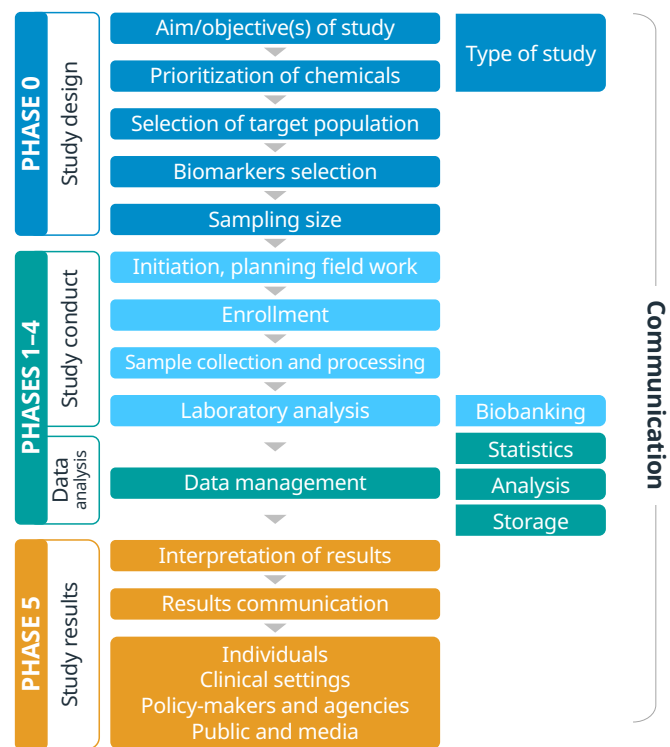 PHASE 0
Study design
Aim/objective(s) of study
Type of study
Prioritization of chemicals
Selection of target population
Biomarkers selection
Sampling size
PHASES 1–4
Study conduct
Initiation, planning field work
Enrollment
Sample collection and processing
Laboratory analysis
Biobanking
Data
analysis
Data management
Statistics
Analysis
Storage
PHASE 5
Study results
Interpretation of results
Results communication
Individuals
Clinical settings
Policy-makers and agencies
Public and media
Communication